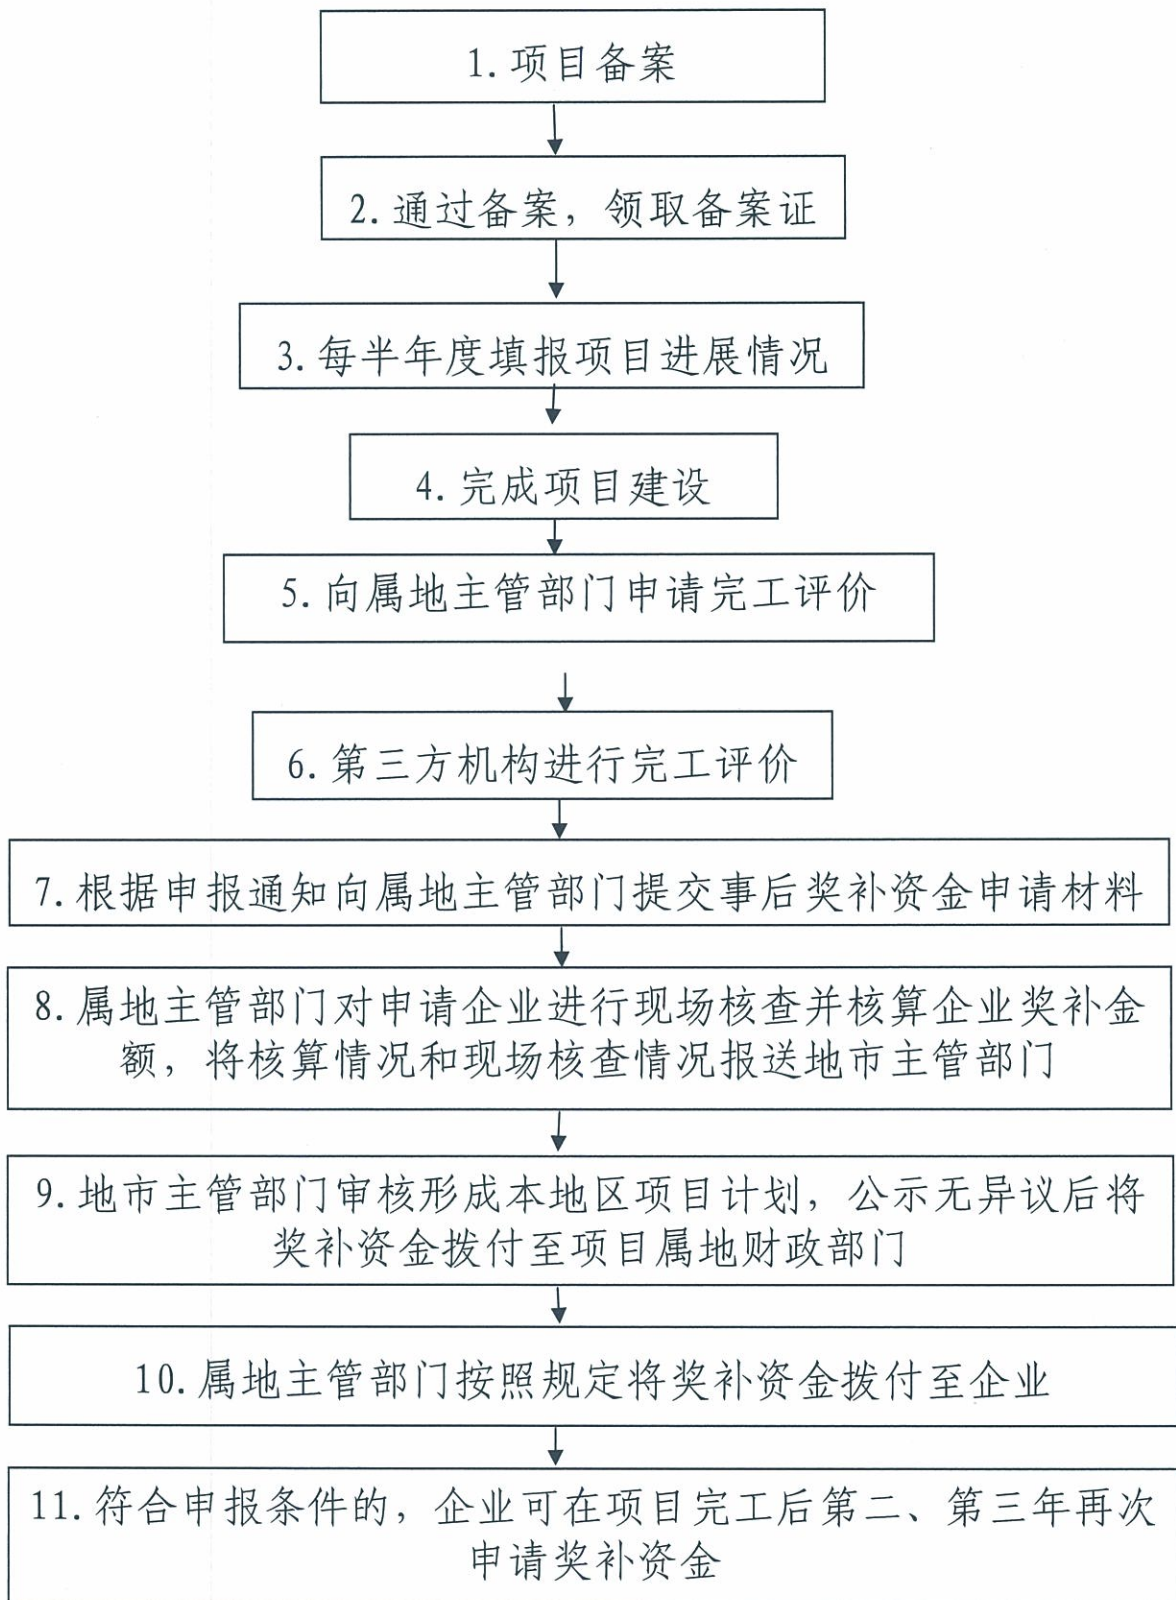 1. 项目备案
2. 通过备案，领取备案证
3. 每半年度填报项目进展情况
4. 完成项目建设
5. 向属地主管部门申请完工评价
6. 第三方机构进行完工评价
7. 根据申报通知向属地主管部门提交事后奖补资金申请材料
8. 属地主管部门对申请企业进行现场核查并核算企业奖补金
额，将核算情况和现场核查情况报送地市主管部门
9. 地市主管部门审核形成本地区项目计划，公示无异议后将
奖补资金拨付至项目属地财政部门
10. 属地主管部门按照规定将奖补资金拨付至企业
11. 符合申报条件的，企业可在项目完工后第二、第三年再次
申请奖补资金